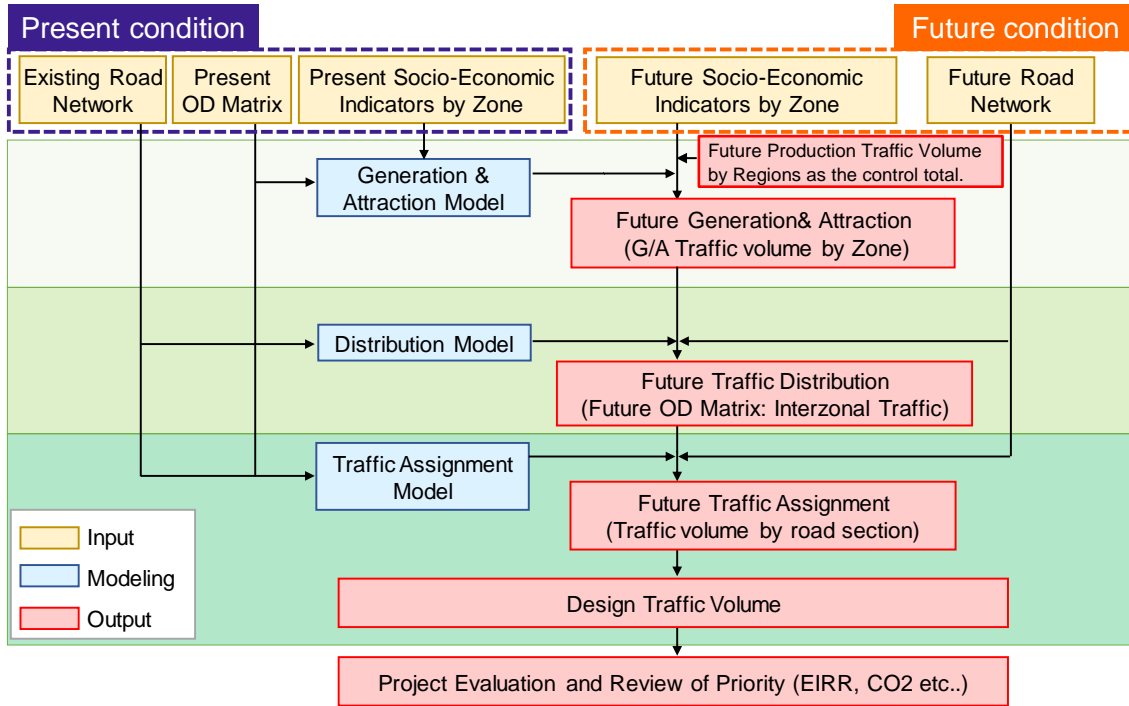 Present condition
Future condition
Existing Road
Network
Present
OD Matrix
Present Socio-Economic
Indicators by Zone
Future Socio-Economic
Indicators by Zone
Future Road
Network
Future Production Traffic Volume
by Regions as the control total.
Generation &
Attraction Model
Future Generation& Attraction
(G/A Traffic volume by Zone)
Distribution Model
Future Traffic Distribution
(Future OD Matrix: Interzonal Traffic)
Traffic Assignment
Model
Future Traffic Assignment
(Traffic volume by road section)
Input
Modeling
Output
Design Traffic Volume
Project Evaluation and Review of Priority (EIRR, CO2 etc..)